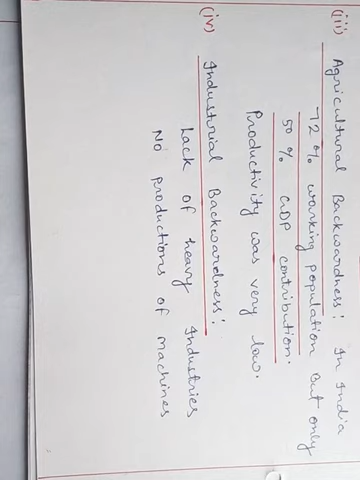 (iii) Agricultural Backwardness: In India
72% working population But only
50% GDP contribution.
Productivity was very low.
(iv) Industrial Backwardness:
Lack of heavy Industries
No productions of machines